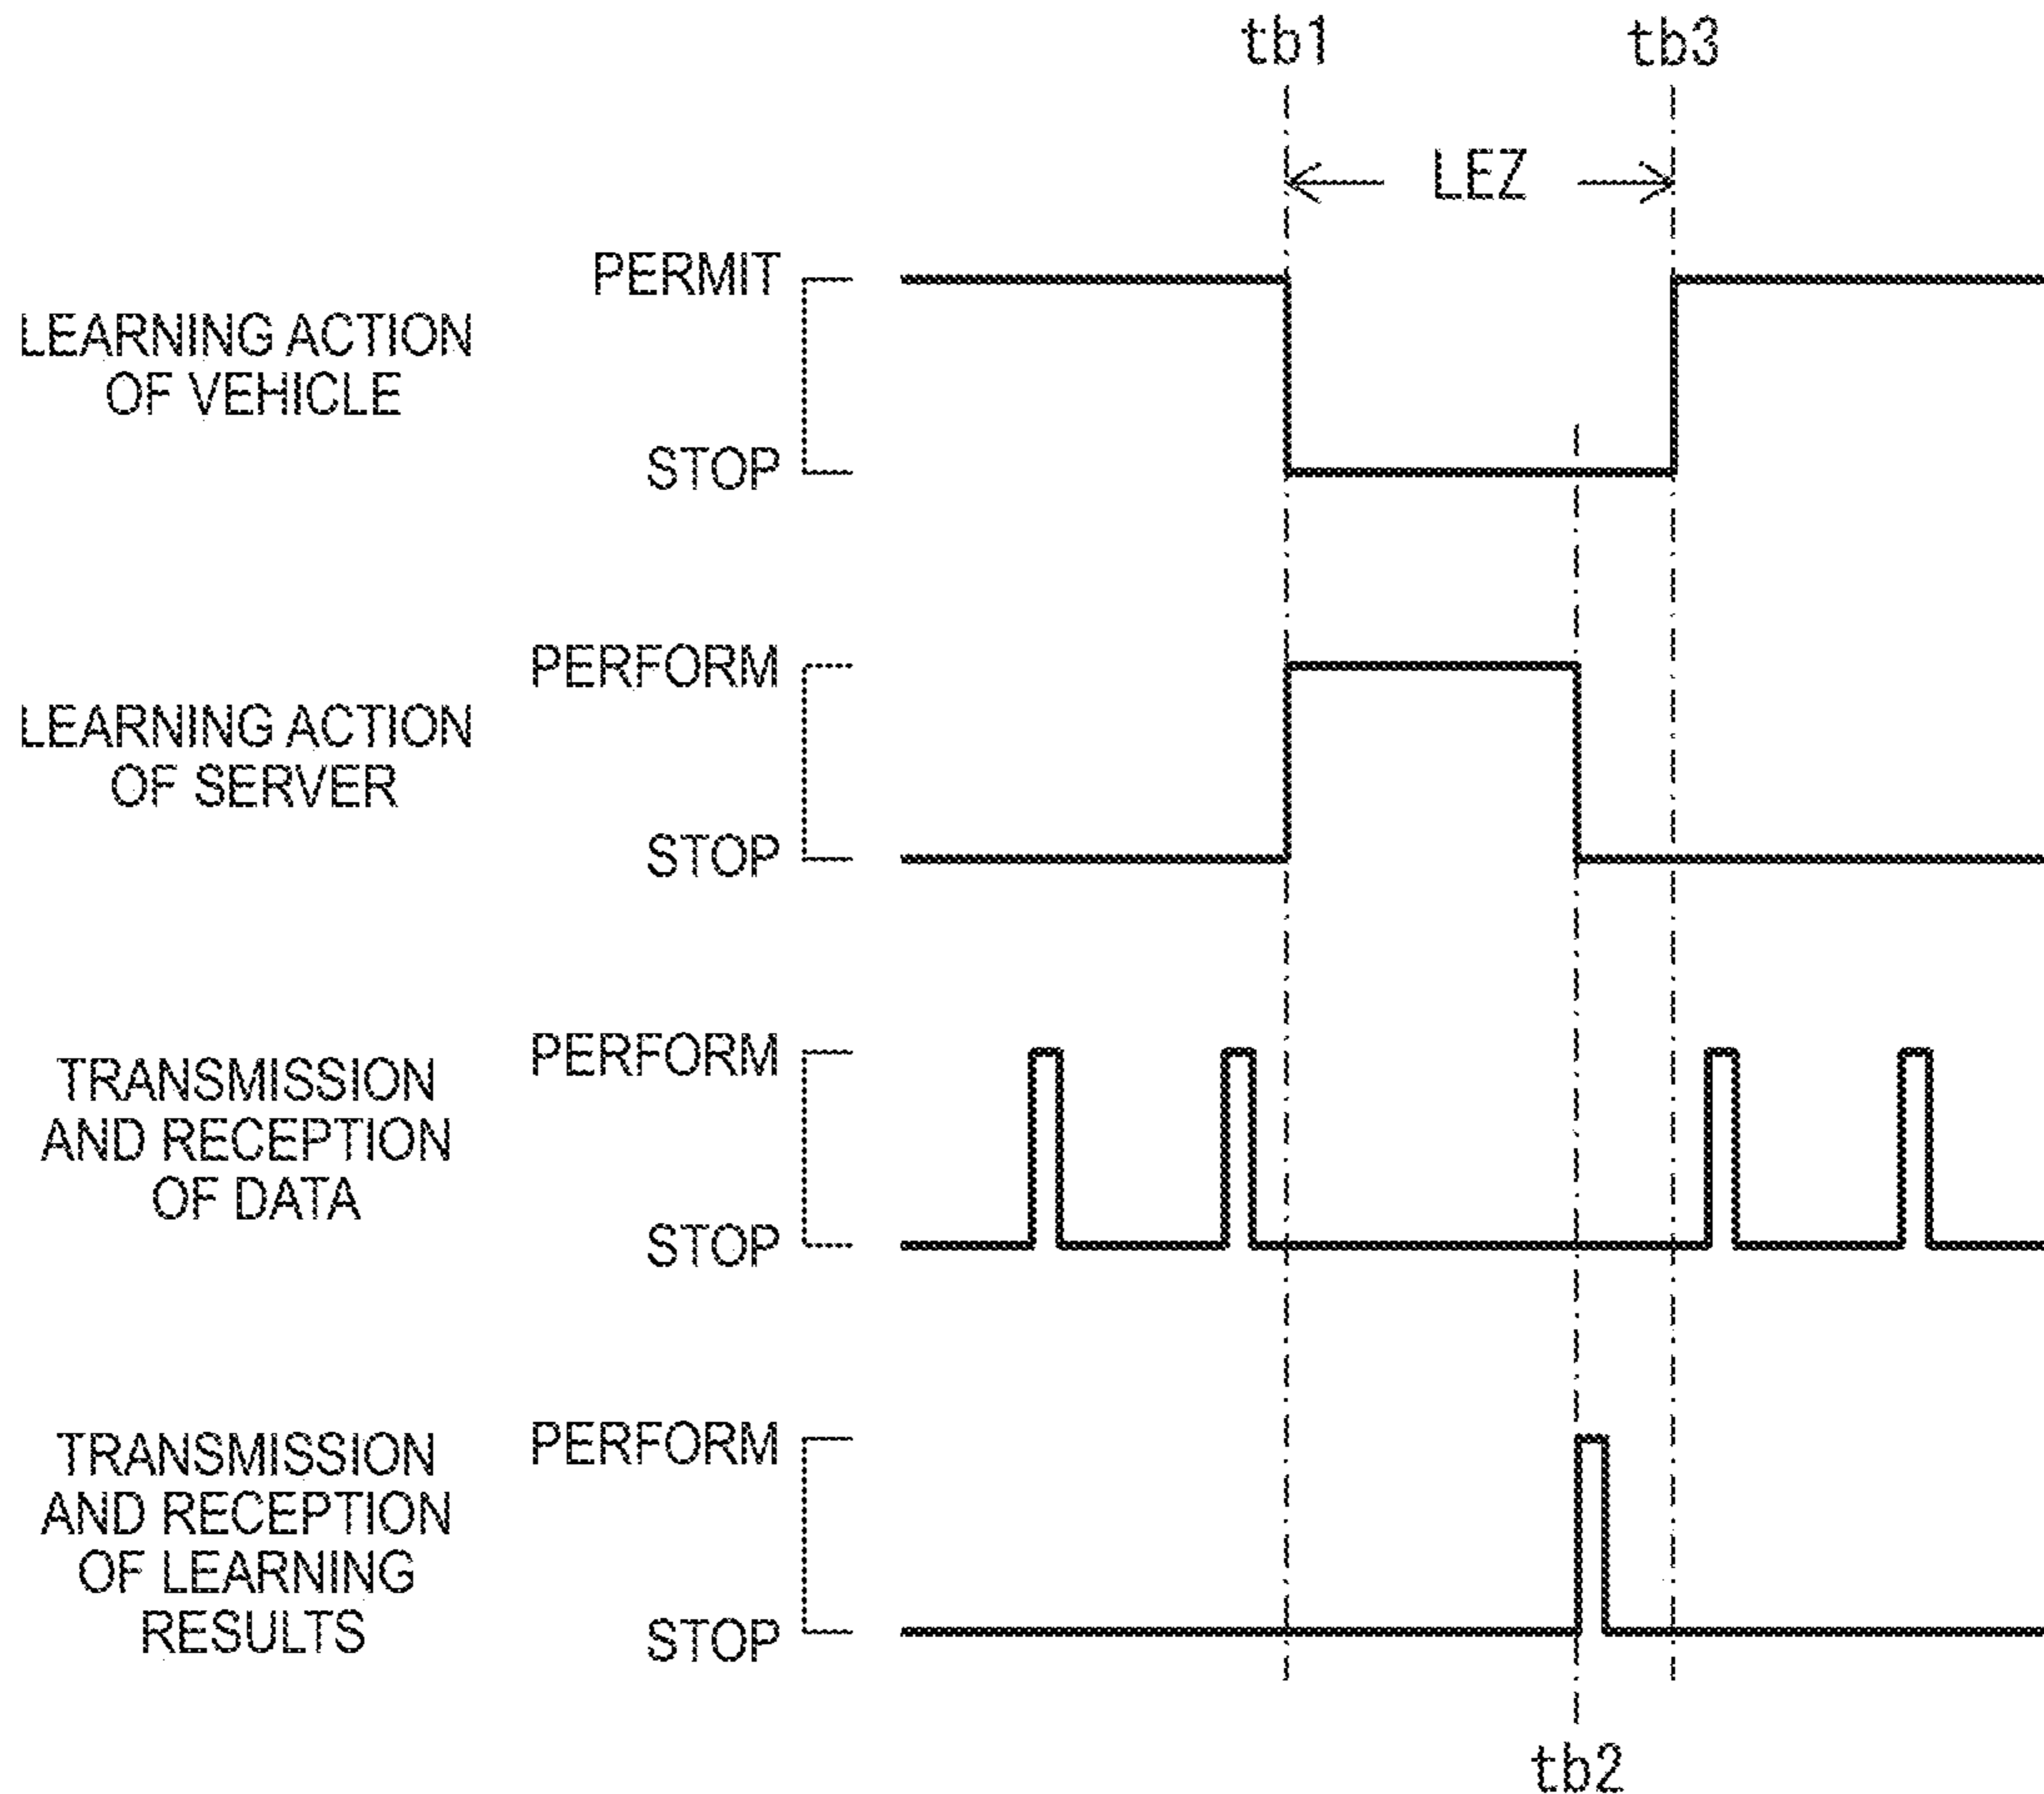 tb1
tb3
LEZ
PERMIT
LEARNING ACTION
OF VEHICLE
STOP
PERFORM
LEARNING ACTION
OF SERVER
STOP
PERFORM
TRANSMISSION
AND RECEPTION
OF DATA
STOP
PERFORM
TRANSMISSION
AND RECEPTION
OF LEARNING
RESULTS
STOP
tb2